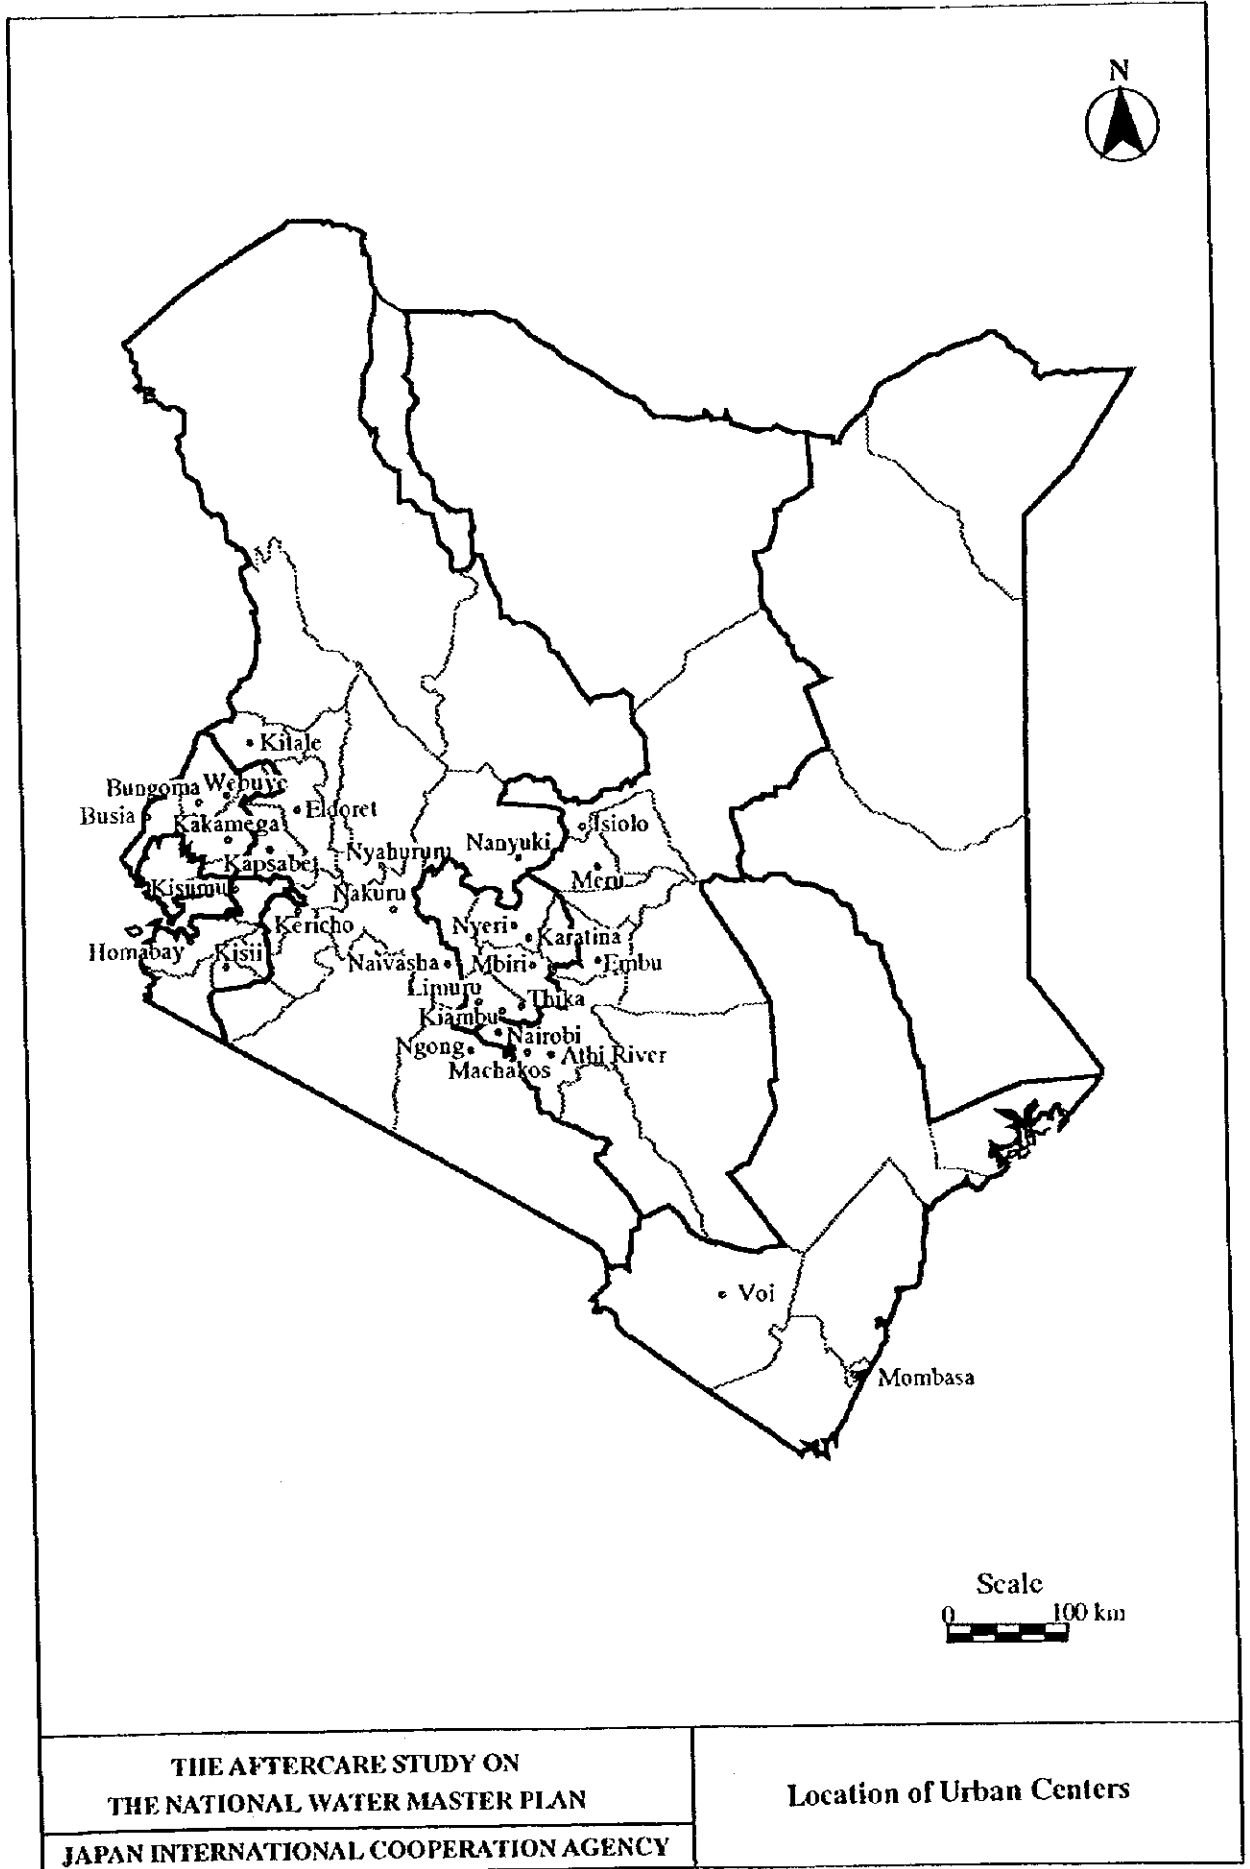 N
Kitale
Bungoma Webuye
Busia
Eldoret
Kakamega
Isiolo
Nanyuki
Nyahururu
Kapsabet
Meru
Kisumu
Nakuru
Kericho
Nyeri
Karatina
Homabay
Kisii
Naivasha
Mbiri
Embu
Limuru
Thika
Kiambu
Nairobi
Ngong
Athi River
Machakos
Voi
Mombasa
Scale
0 100 km
THE AFTERCARE STUDY ON
THE NATIONAL WATER MASTER PLAN
Location of Urban Centers
JAPAN INTERNATIONAL COOPERATION AGENCY